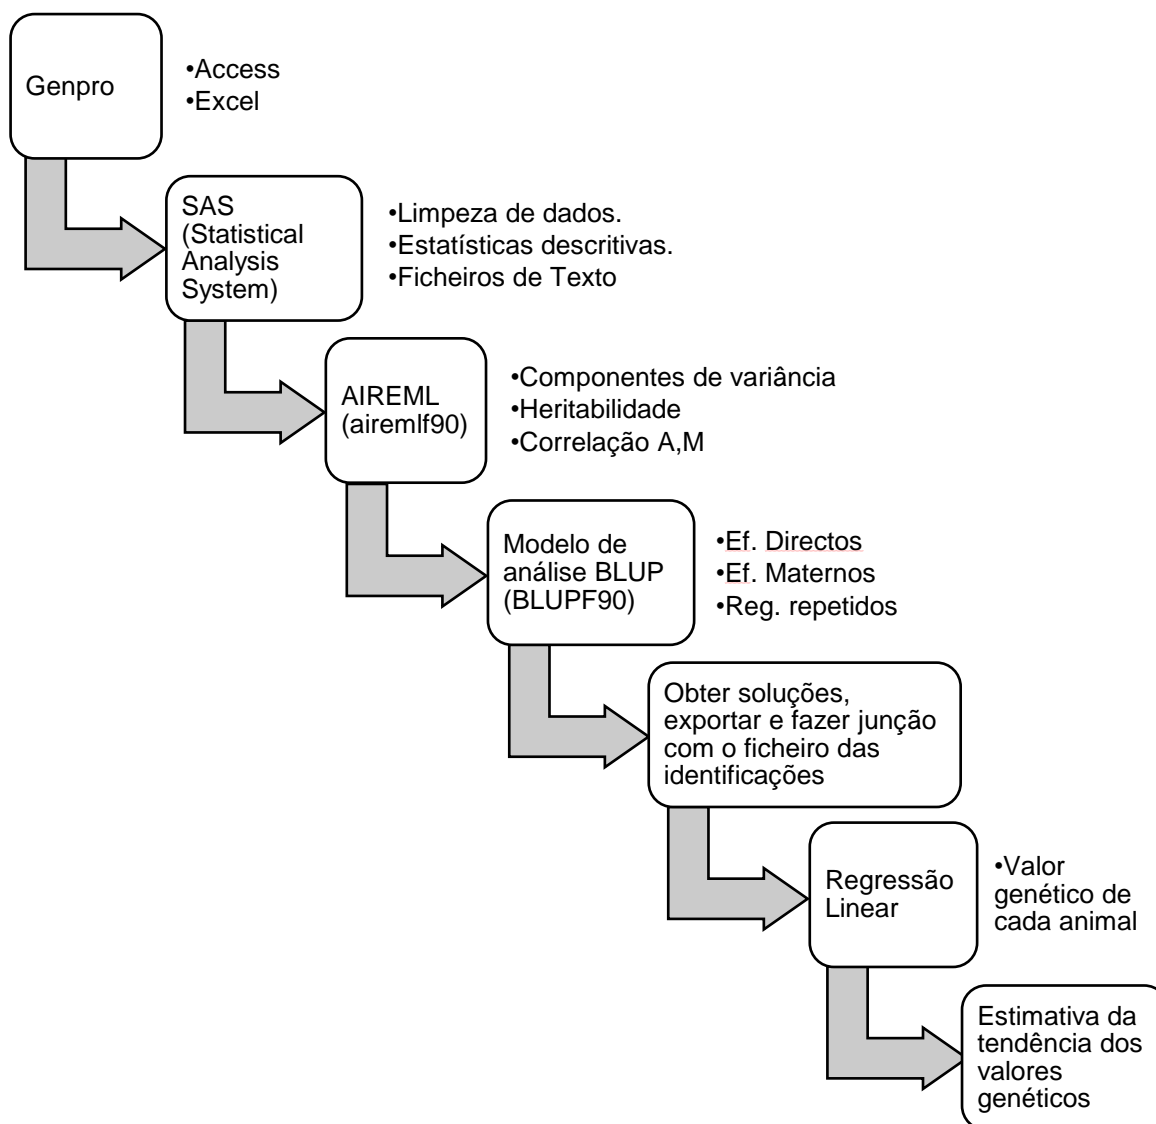 Genpro
•Access
•Excel
SAS
(Statistical
Analysis
System)
•Limpeza de dados.
•Estatísticas descritivas.
•Ficheiros de Texto
AIREML
(airemlf90)
•Componentes de variância
•Heritabilidade
•Correlação A,M
Modelo de
análise BLUP
(BLUPF90)
•Ef. Directos
•Ef. Maternos
•Reg. repetidos
Obter soluções,
exportar e fazer junção
com o ficheiro das
identificações
Regressão
Linear
•Valor
genético de
cada animal
Estimativa da
tendência dos
valores
genéticos